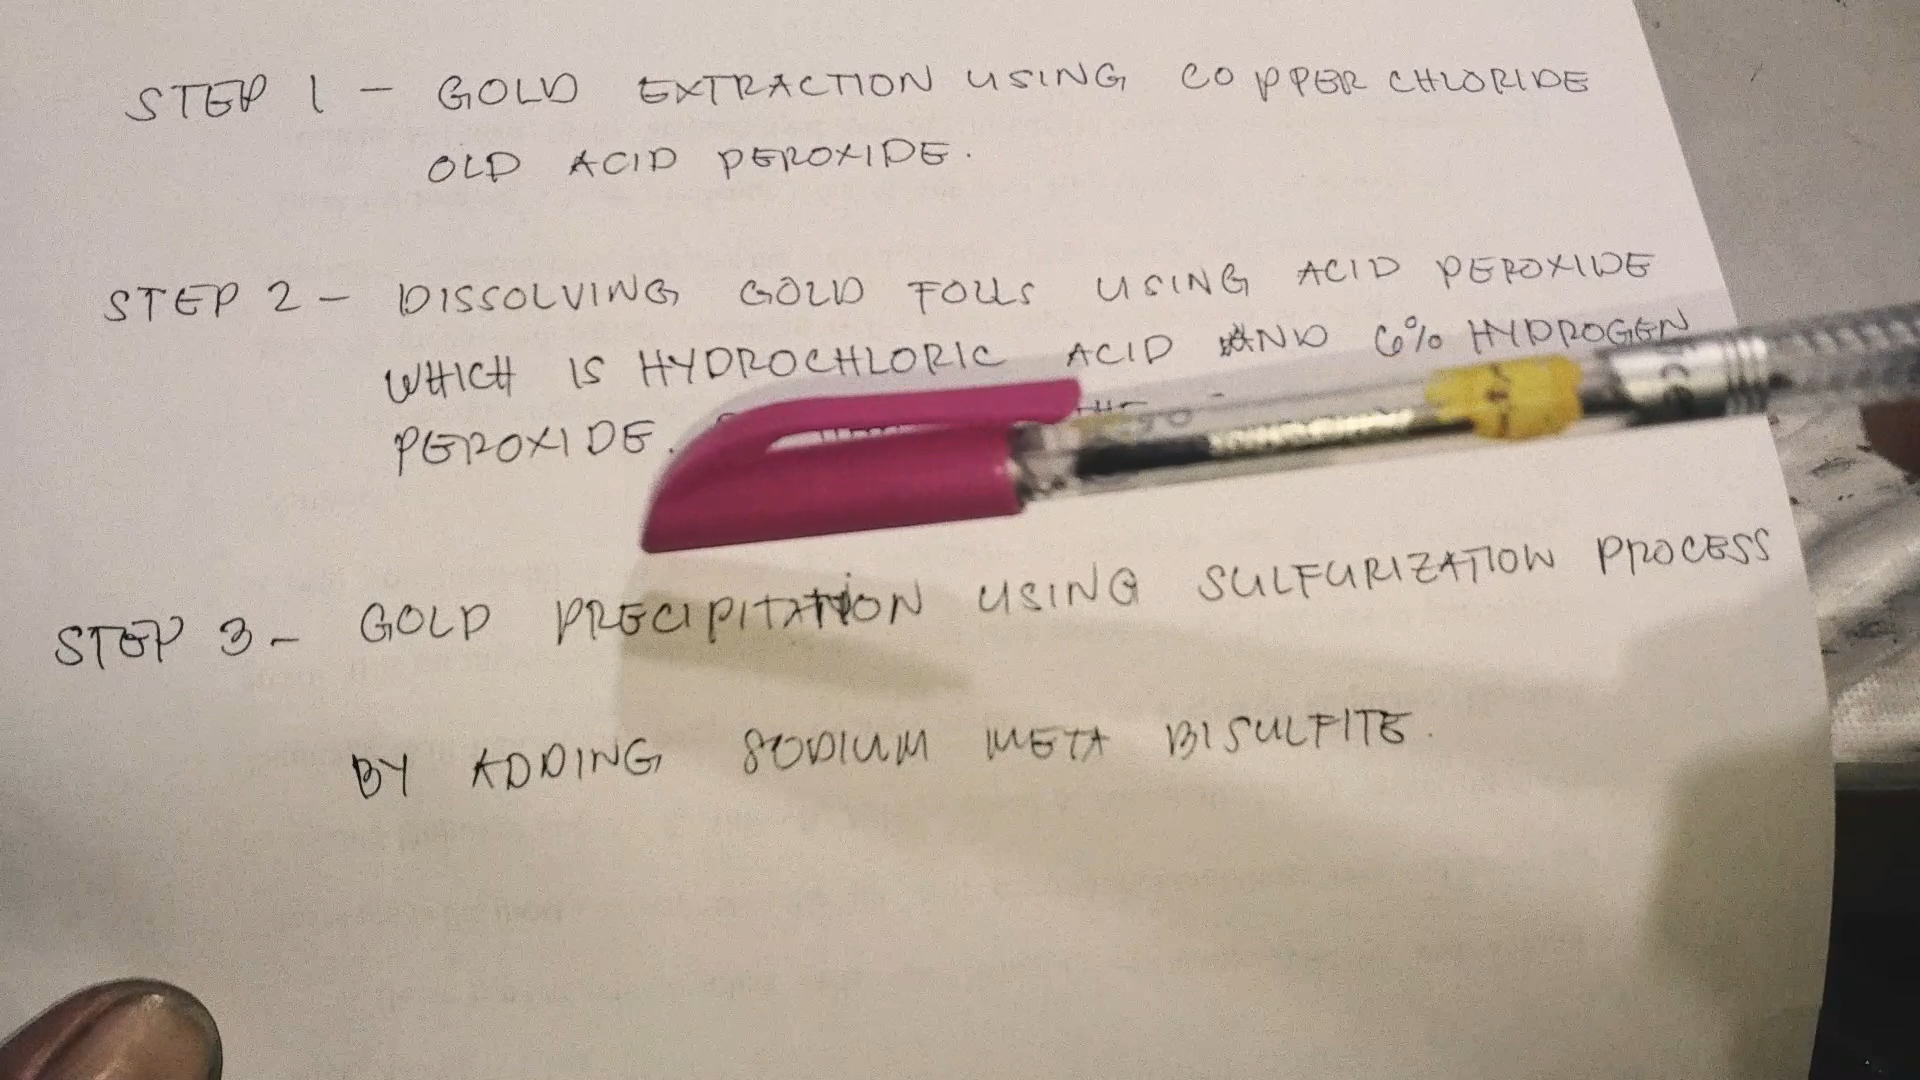 STEP 1 - GOLD EXTRACTION USING COPPER CHLORIDE
OLD ACID PEROXIDE.
STEP 2 - DISSOLVING GOLD FOILS USING ACID PEROXIDE
WHICH IS HYDROCHLORIC ACID AND 6% HYDROGEN
PEROXIDE.
STEP 3 - GOLD PRECIPITATION USING SULFURIZATION PROCESS
BY ADDING SODIUM META BISULFITE.